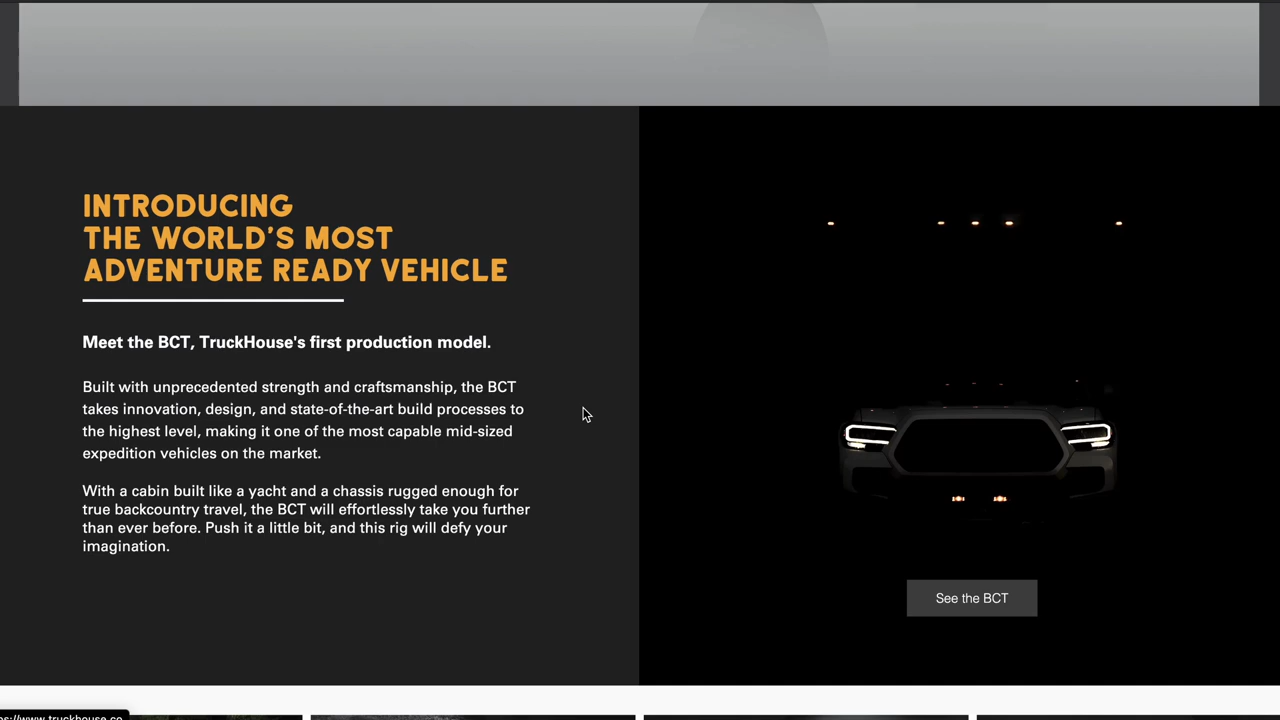 INTRODUCING
THE WORLD'S MOST
ADVENTURE READY VEHICLE
Meet the BCT, TruckHouse's first production model.
Built with unprecedented strength and craftsmanship, the BCT
takes innovation, design, and state-of-the-art build processes to
the highest level, making it one of the most capable mid-sized
expedition vehicles on the market.
With a cabin built like a yacht and a chassis rugged enough for
true backcountry travel, the BCT will effortlessly take you further
than ever before. Push it a little bit, and this rig will defy your
imagination.
See the BCT
ps://www.truckhouse.co